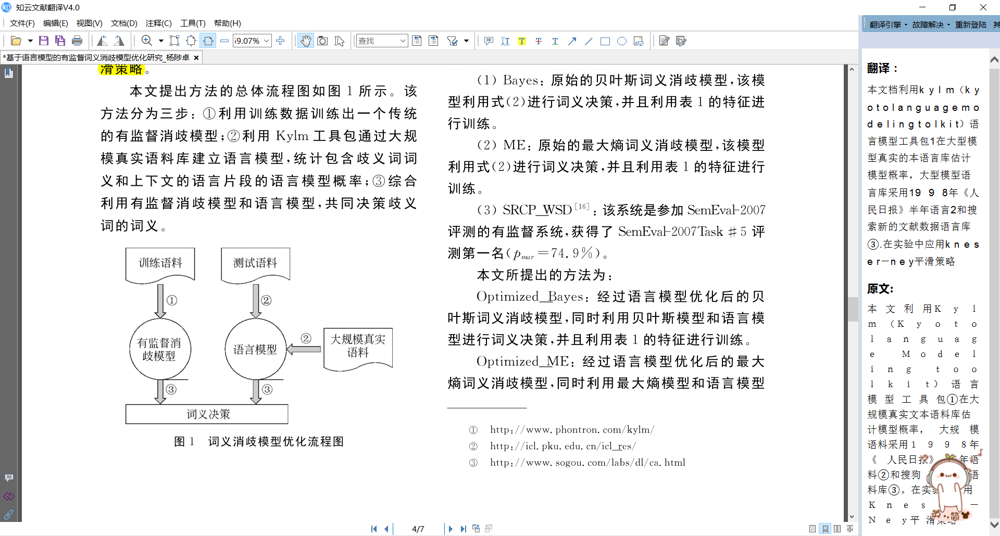 知云文献翻译V4.0
文件(F) 编辑(E) 视图(V) 文档(D) 注释(C) 工具(T) 帮助(H)
翻译引擎 故障解决 重新登陆 其
59.07%
查找
*基于语言模型的有监督词义消歧模型优化研究_杨陟卓
滑策略。
本文提出方法的总体流程图如图 1 所示。该
方法分为三步：①利用训练数据训练出一个传统
的有监督消歧模型；②利用 Kylm 工具包通过大规
模真实语料库建立语言模型，统计包含歧义词词
义和上下文的语言片段的语言模型概率；③综合
利用有监督消歧模型和语言模型，共同决策歧义
词的词义。
训练语料
测试语料
①
②
有监督消
歧模型
语言模型
②
大规模真实
语料
③
③
词义决策
图 1 词义消歧模型优化流程图
（1）Bayes：原始的贝叶斯词义消歧模型，该模
型利用式(2)进行词义决策，并且利用表 1 的特征进
行训练。
（2）ME：原始的最大熵词义消歧模型，该模型
利用式(2)进行词义决策，并且利用表 1 的特征进行
训练。
（3）SRCP_WSD[16]：该系统是参加 SemEval-2007
评测的有监督系统，获得了 SemEval-2007Task #5 评
测第一名(pmar=74.9%)。
本文所提出的方法为：
Optimized_Bayes：经过语言模型优化后的贝
叶斯词义消歧模型，同时利用贝叶斯模型和语言模
型进行词义决策，并且利用表 1 的特征进行训练。
Optimized_ME：经过语言模型优化后的最大
熵词义消歧模型，同时利用最大熵模型和语言模型
① http://www.phontron.com/kylm/
② http://icl.pku.edu.cn/icl_res/
③ http://www.sogou.com/labs/dl/ca.html
4/7
翻译：
本文档利用k y l m（k y
o t o l a n g u a g e m o
d e l i n g t o l k i t）语
言模型工具包1在大型模
型真实的本语言库估计
模型概率，大型模型语
言库采用19 9 8年《人
民日报》半年语言2和搜
索新的文献数据语言库
③.在实验中应用k n e s
e r－n e y平滑策略
原文:
本 文 利 用K y l
m （K y o t o
l a n g u a g
e M o d e l
i n g t o o
l k i t） 语 言
模 型 工 具 包①在大
规模真实文本语料库估
计模型概率， 大规 模
语料采用1 9 9 8年
《 人民日报》 年语
料②和搜狗 语
料库③。在实 用
K n e s －
N e y平 滑 略
英 ， 简